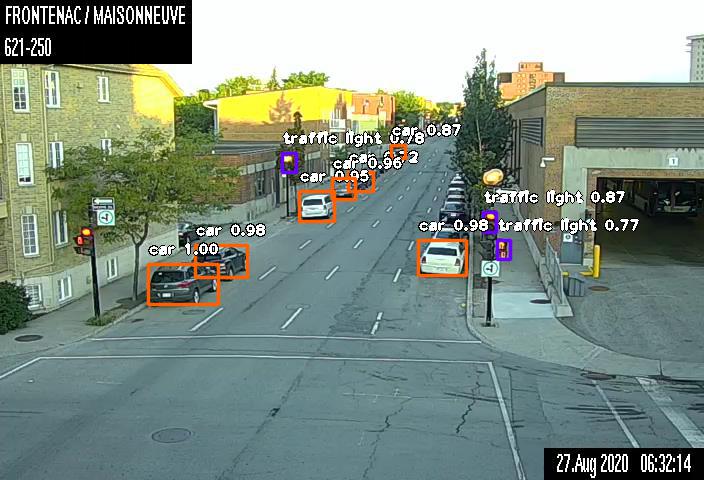 FRONTENAC / MAISONNEUVE
621-250
car 0.87
traffic light 0.78
car 0.96
car 0.95
traffic light 0.87
car 0.98
traffic light 0.77
car 0.98
car 1.00
27.Aug 2020 06:32:14